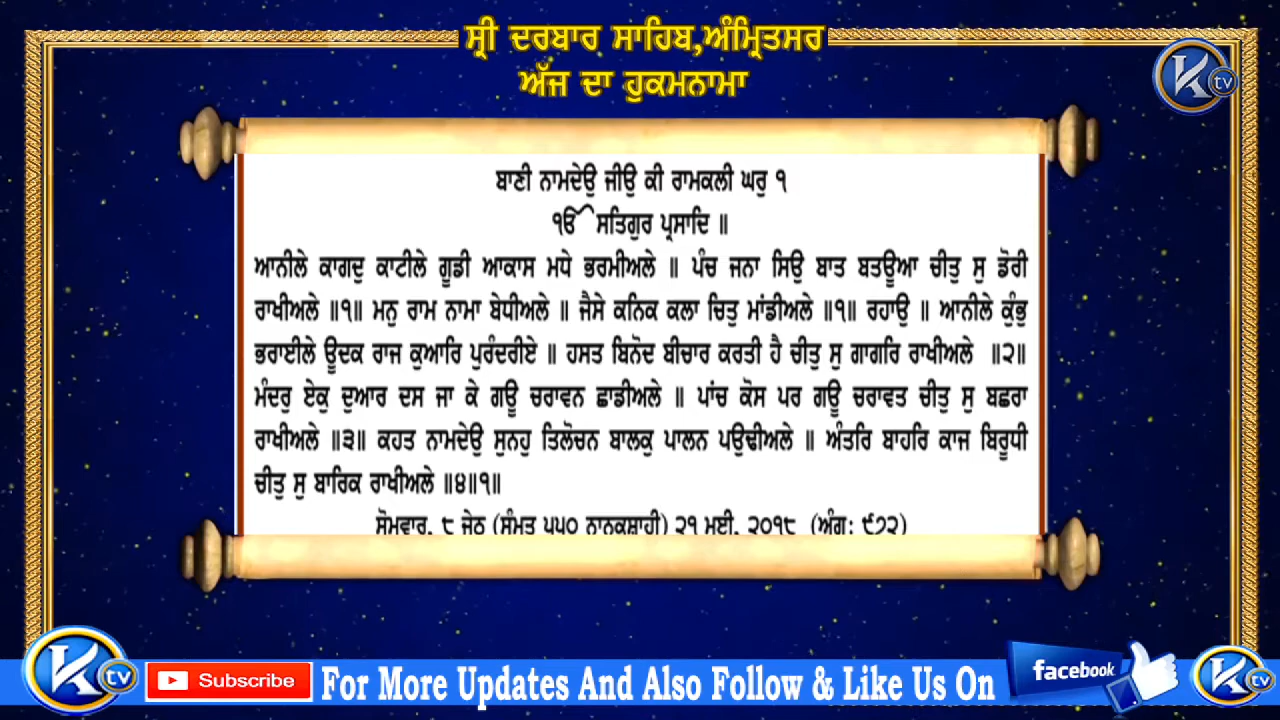 ਸ੍ਰੀ ਦਰਬਾਰ ਸਾਹਿਬ,ਅੰਮ੍ਰਿਤਸਰ
ਅੱਜ ਦਾ ਹੁਕਮਨਾਮਾ
K tv
ਬਾਣੀ ਨਾਮਦੇਉ ਜੀਉ ਕੀ ਰਾਮਕਲੀ ਘਰੁ ੧
ੴ ਸਤਿਗੁਰ ਪ੍ਰਸਾਦਿ ॥
ਆਨੀਲੇ ਕਾਗਦੁ ਕਾਟੀਲੇ ਗੂਡੀ ਆਕਾਸ ਮਧੇ ਭਰਮੀਅਲੇ ॥ ਪੰਚ ਜਨਾ ਸਿਉ ਬਾਤ ਬਤਊਆ ਚੀਤੁ ਸੁ ਡੋਰੀ
ਰਾਖੀਅਲੇ ॥੧॥ ਮਨੁ ਰਾਮ ਨਾਮਾ ਬੇਧੀਅਲੇ ॥ ਜੈਸੇ ਕਨਿਕ ਕਲਾ ਚਿਤੁ ਮਾਂਡੀਅਲੇ ॥੧॥ ਰਹਾਉ ॥ ਆਨੀਲੇ ਕੁੰਭੁ
ਭਰਾਈਲੇ ਊਦਕ ਰਾਜ ਕੁਆਰਿ ਪੁਰੰਦਰੀਏ ॥ ਹਸਤ ਬਿਨੋਦ ਬੀਚਾਰ ਕਰਤੀ ਹੈ ਚੀਤੁ ਸੁ ਗਾਗਰਿ ਰਾਖੀਅਲੇ ॥੨॥
ਮੰਦਰੁ ਏਕੁ ਦੁਆਰ ਦਸ ਜਾ ਕੇ ਗਊ ਚਰਾਵਨ ਛਾਡੀਅਲੇ ॥ ਪਾਂਚ ਕੋਸ ਪਰ ਗਊ ਚਰਾਵਤ ਚੀਤੁ ਸੁ ਬਛਰਾ
ਰਾਖੀਅਲੇ ॥੩॥ ਕਹਤ ਨਾਮਦੇਉ ਸੁਨਹੁ ਤਿਲੋਚਨ ਬਾਲਕੁ ਪਾਲਨ ਪਉਢੀਅਲੇ ॥ ਅੰਤਰਿ ਬਾਹਰਿ ਕਾਜ ਬਿਰੂਧੀ
ਚੀਤੁ ਸੁ ਬਾਰਿਕ ਰਾਖੀਅਲੇ ॥੪॥੧॥
ਸੋਮਵਾਰ, ੮ ਜੇਠ (ਸੰਮਤ ੫੫੦ ਨਾਨਕਸ਼ਾਹੀ) ੨੧ ਮਈ, ੨੦੧੮ (ਅੰਗ: ੯੭੨)
K tv Subscribe For More Updates And Also Follow & Like Us On facebook K tv